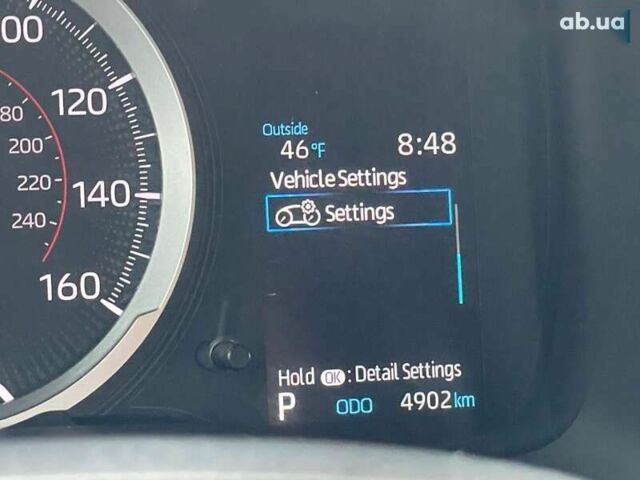 ab.ua
120
80
200
220
140
240
160
Outside
46°F 8:48
Vehicle Settings
Settings
Hold OK : Detail Settings
P ODO 4902 km